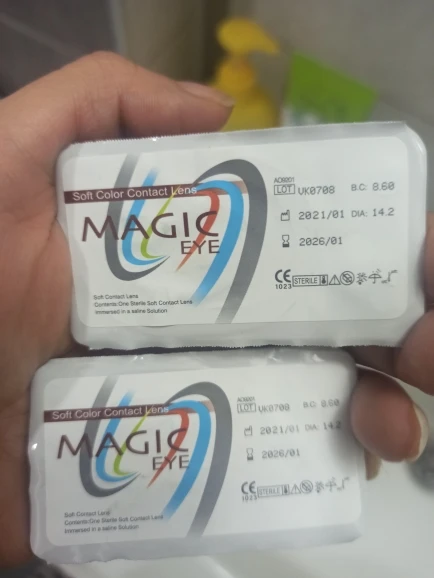 Soft Color Contact Lens
MAGIC
EYE
Soft Contact Lens
Contents:One Sterile Soft Contact Lens
Immersed in a saline Solution
LOT VK0708 B.C: 8.60
2021/01 DIA: 14.2
2026/01
CE
1023
STERILE
Soft Color Contact Lens
MAGIC
EYE
Soft Contact Lens
Contents:One Sterile Soft Contact Lens
Immersed in a saline Solution
LOT VK0708 B.C: 8.60
2021/01 DIA: 14.2
2026/01
CE
1023
STERILE